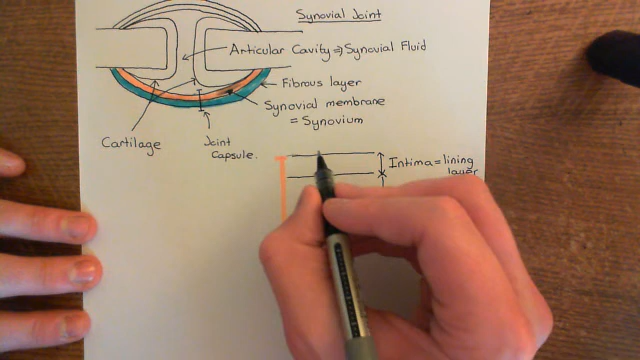 Synovial Joint
Articular Cavity ⇒ Synovial Fluid
Fibrous layer
Synovial membrane
= Synovium
Cartilage
Joint
Capsule.
Intima = lining
layer